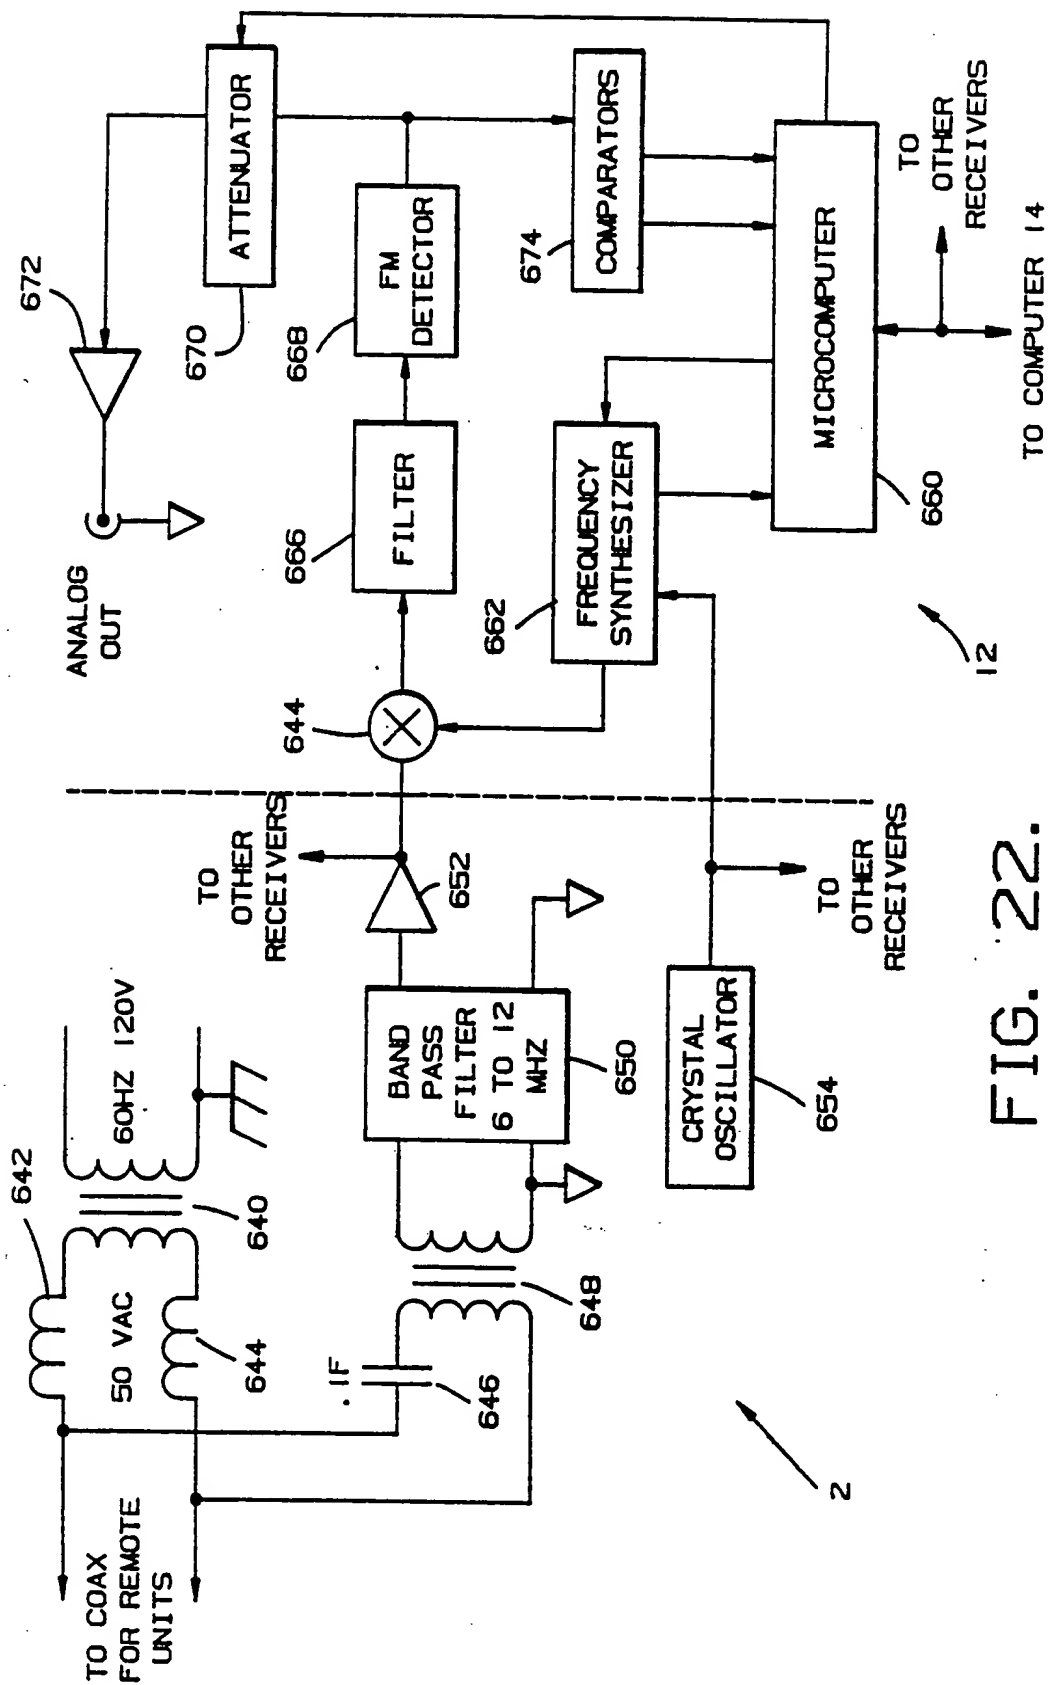 TO COAX
FOR REMOTE
UNITS
642
50 VAC
644
640
60HZ 120V
.1F
646
648
BAND
PASS
FILTER
6 TO 12
MHZ
650
652
TO
OTHER
RECEIVERS
CRYSTAL
OSCILLATOR
654
TO
OTHER
RECEIVERS
2
ANALOG
OUT
672
ATTENUATOR
670
644
FILTER
666
FM
DETECTOR
668
FREQUENCY
SYNTHESIZER
662
COMPARATORS
674
MICROCOMPUTER
660
TO
OTHER
RECEIVERS
TO COMPUTER 14
12
FIG. 22.